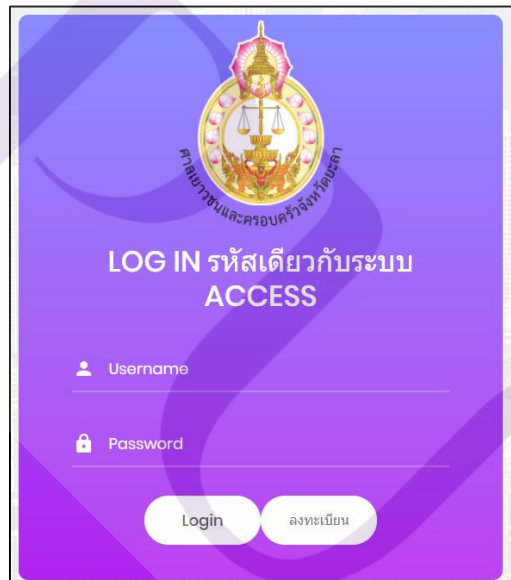 ศาลเยาวชนและครอบครัวจังหวัดยะลา
LOG IN รหัสเดียวกับระบบ
ACCESS
Username
Password
Login
ลงทะเบียน